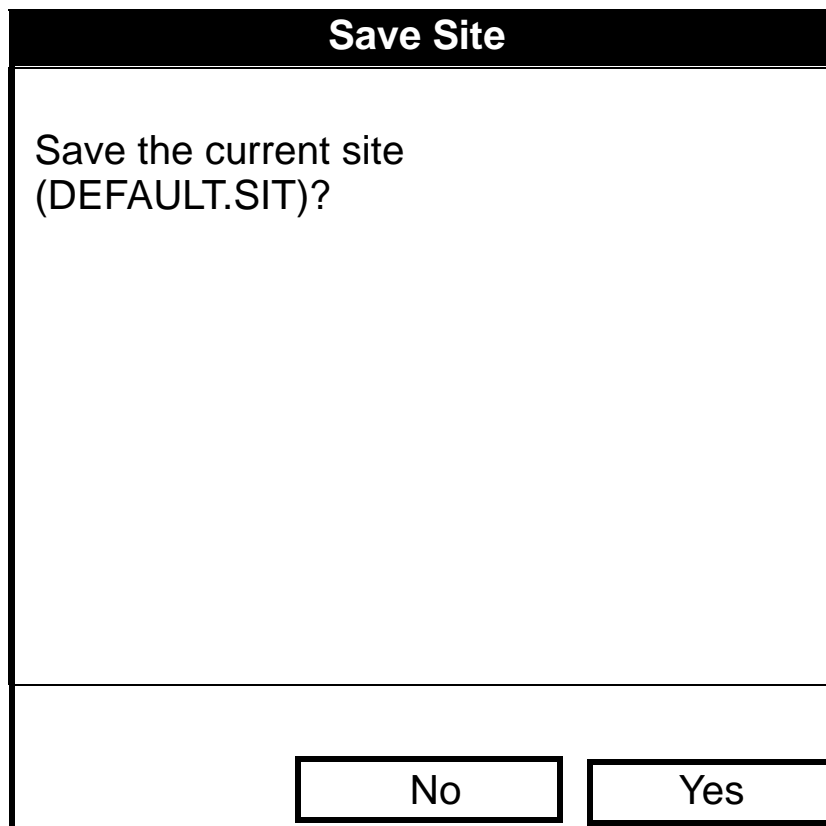 Save Site
Save the current site
(DEFAULT.SIT)?
No
Yes